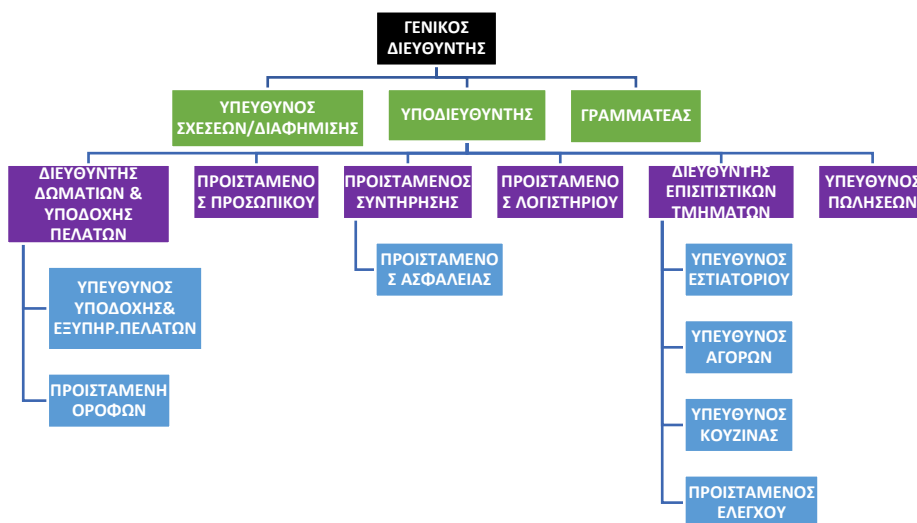 ΓΕΝΙΚΟΣ
ΔΙΕΥΘΥΝΤΗΣ
ΥΠΕΥΘΥΝΟΣ
ΣΧΕΣΕΩΝ/ΔΙΑΦΗΜΙΣΗΣ
ΥΠΟΔΙΕΥΘΥΝΤΗΣ
ΓΡΑΜΜΑΤΕΑΣ
ΔΙΕΥΘΥΝΤΗΣ
ΔΩΜΑΤΙΩΝ &
ΥΠΟΔΟΧΗΣ
ΠΕΛΑΤΩΝ
ΠΡΟΙΣΤΑΜΕΝΟ
Σ ΠΡΟΣΩΠΙΚΟΥ
ΠΡΟΙΣΤΑΜΕΝΟΣ
ΣΥΝΤΗΡΗΣΗΣ
ΠΡΟΙΣΤΑΜΕΝΟ
Σ ΛΟΓΙΣΤΗΡΙΟΥ
ΔΙΕΥΘΥΝΤΗΣ
ΕΠΙΣΙΤΙΣΤΙΚΩΝ
ΤΜΗΜΑΤΩΝ
ΥΠΕΥΘΥΝΟΣ
ΠΩΛΗΣΕΩΝ
ΥΠΕΥΘΥΝΟΣ
ΥΠΟΔΟΧΗΣ&
ΕΞΥΠΗΡ.ΠΕΛΑΤΩΝ
ΠΡΟΙΣΤΑΜΕΝΗ
ΟΡΟΦΩΝ
ΠΡΟΙΣΤΑΜΕΝΟ
Σ ΑΣΦΑΛΕΙΑΣ
ΥΠΕΥΘΥΝΟΣ
ΕΣΤΙΑΤΟΡΙΟΥ
ΥΠΕΥΘΥΝΟΣ
ΑΓΟΡΩΝ
ΥΠΕΥΘΥΝΟΣ
ΚΟΥΖΙΝΑΣ
ΠΡΟΙΣΤΑΜΕΝΟΣ
ΕΛΕΓΧΟΥ